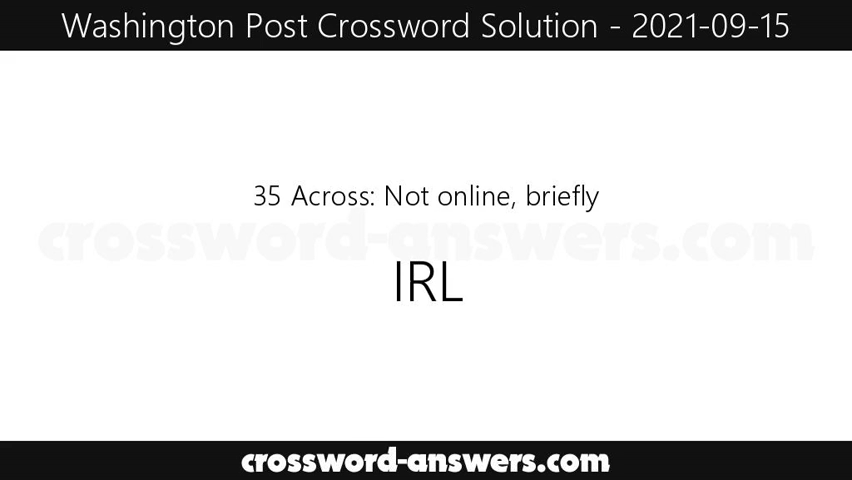 Washington Post Crossword Solution - 2021-09-15
35 Across: Not online, briefly
crossword-answers.com
IRL
crossword-answers.com